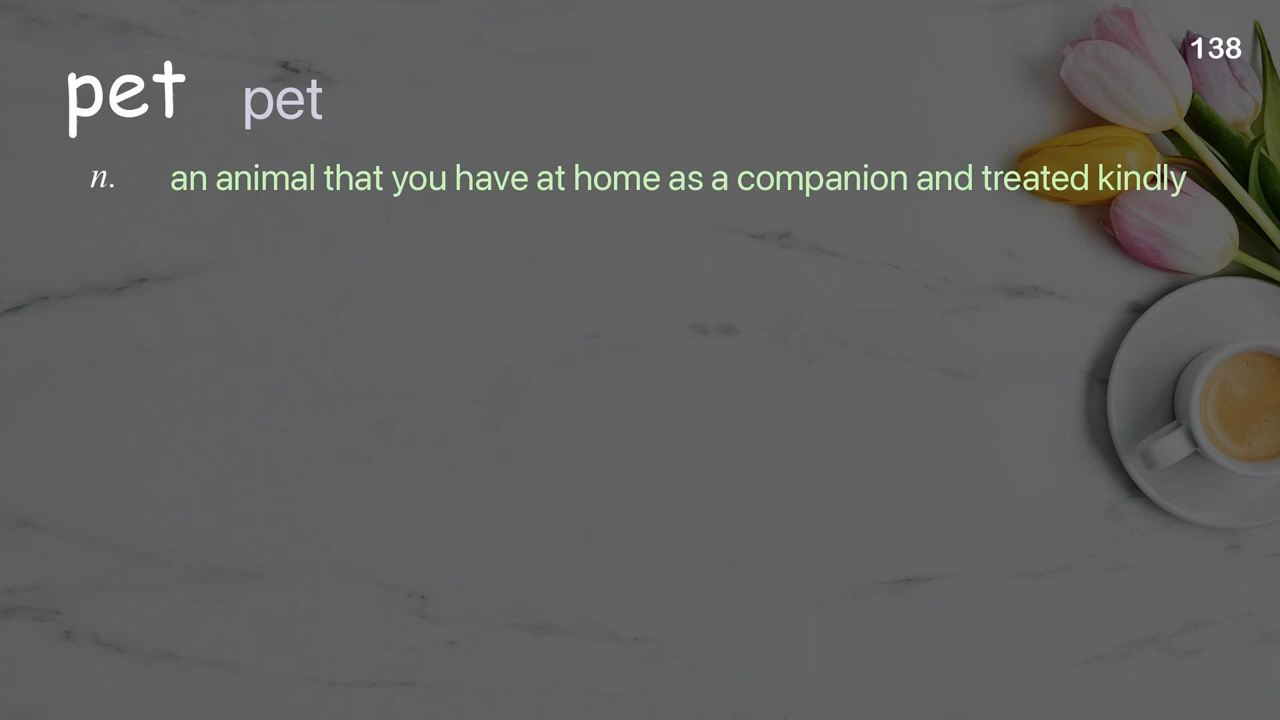 138
pet pet
n. an animal that you have at home as a companion and treated kindly